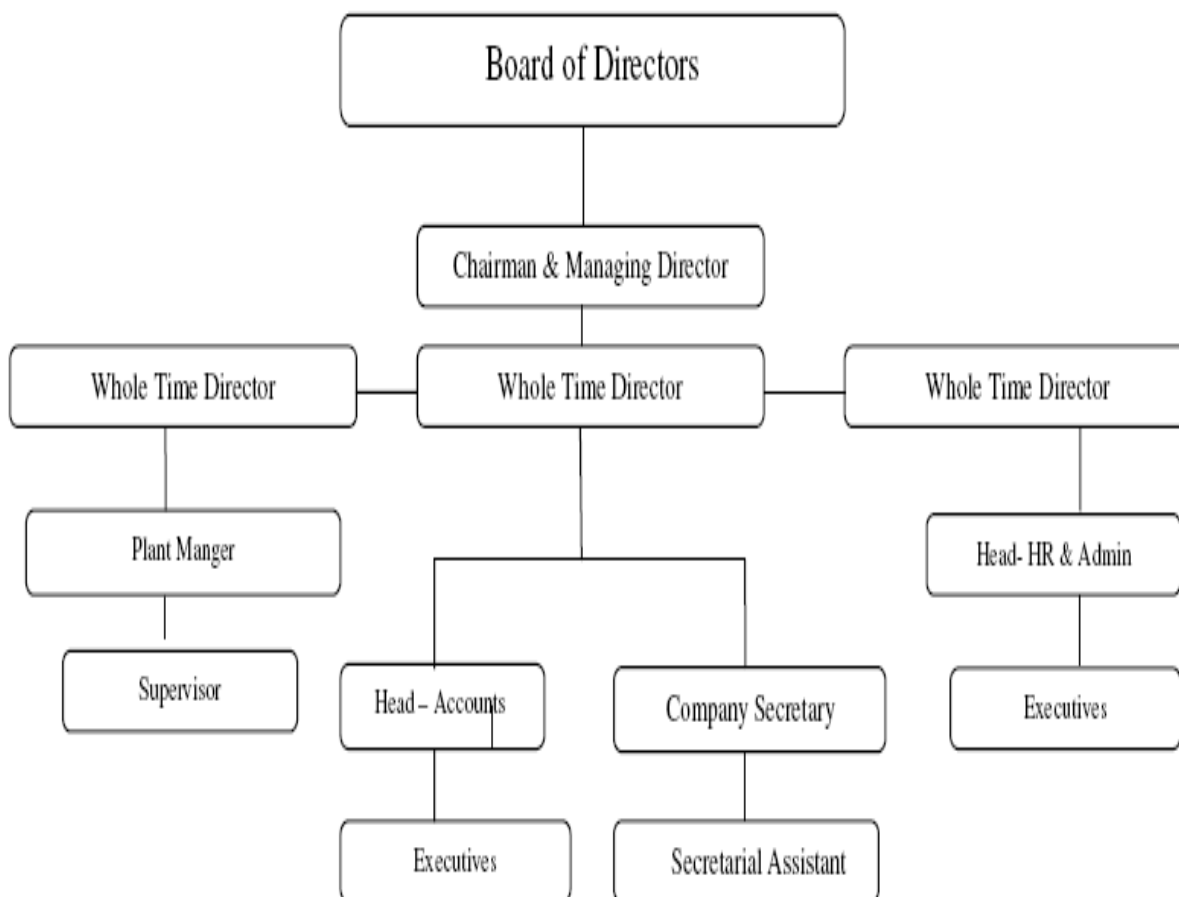 Board of Directors
Chairman & Managing Director
Whole Time Director
Whole Time Director
Whole Time Director
Plant Manger
Head- HR & Admin
Supervisor
Head – Accounts
Company Secretary
Executives
Executives
Secretarial Assistant